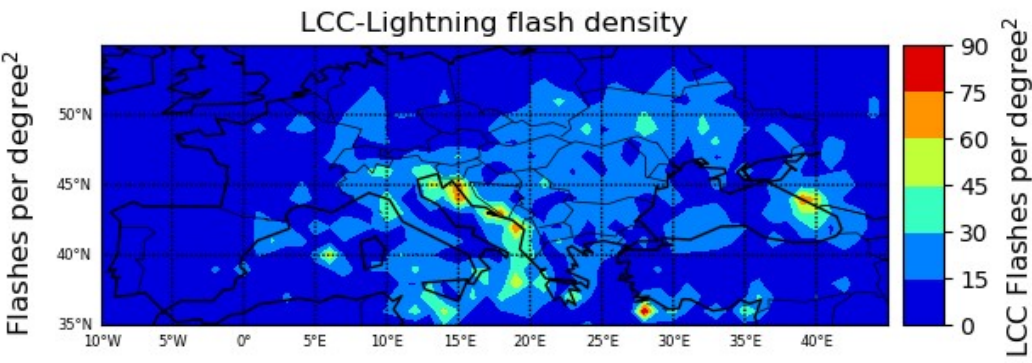 LCC-Lightning flash density
Flashes per degree²
50°N
45°N
40°N
35°N
10°W 5°W 0° 5°E 10°E 15°E 20°E 25°E 30°E 35°E 40°E
90
75
60
45
30
15
0
LCC Flashes per degree²